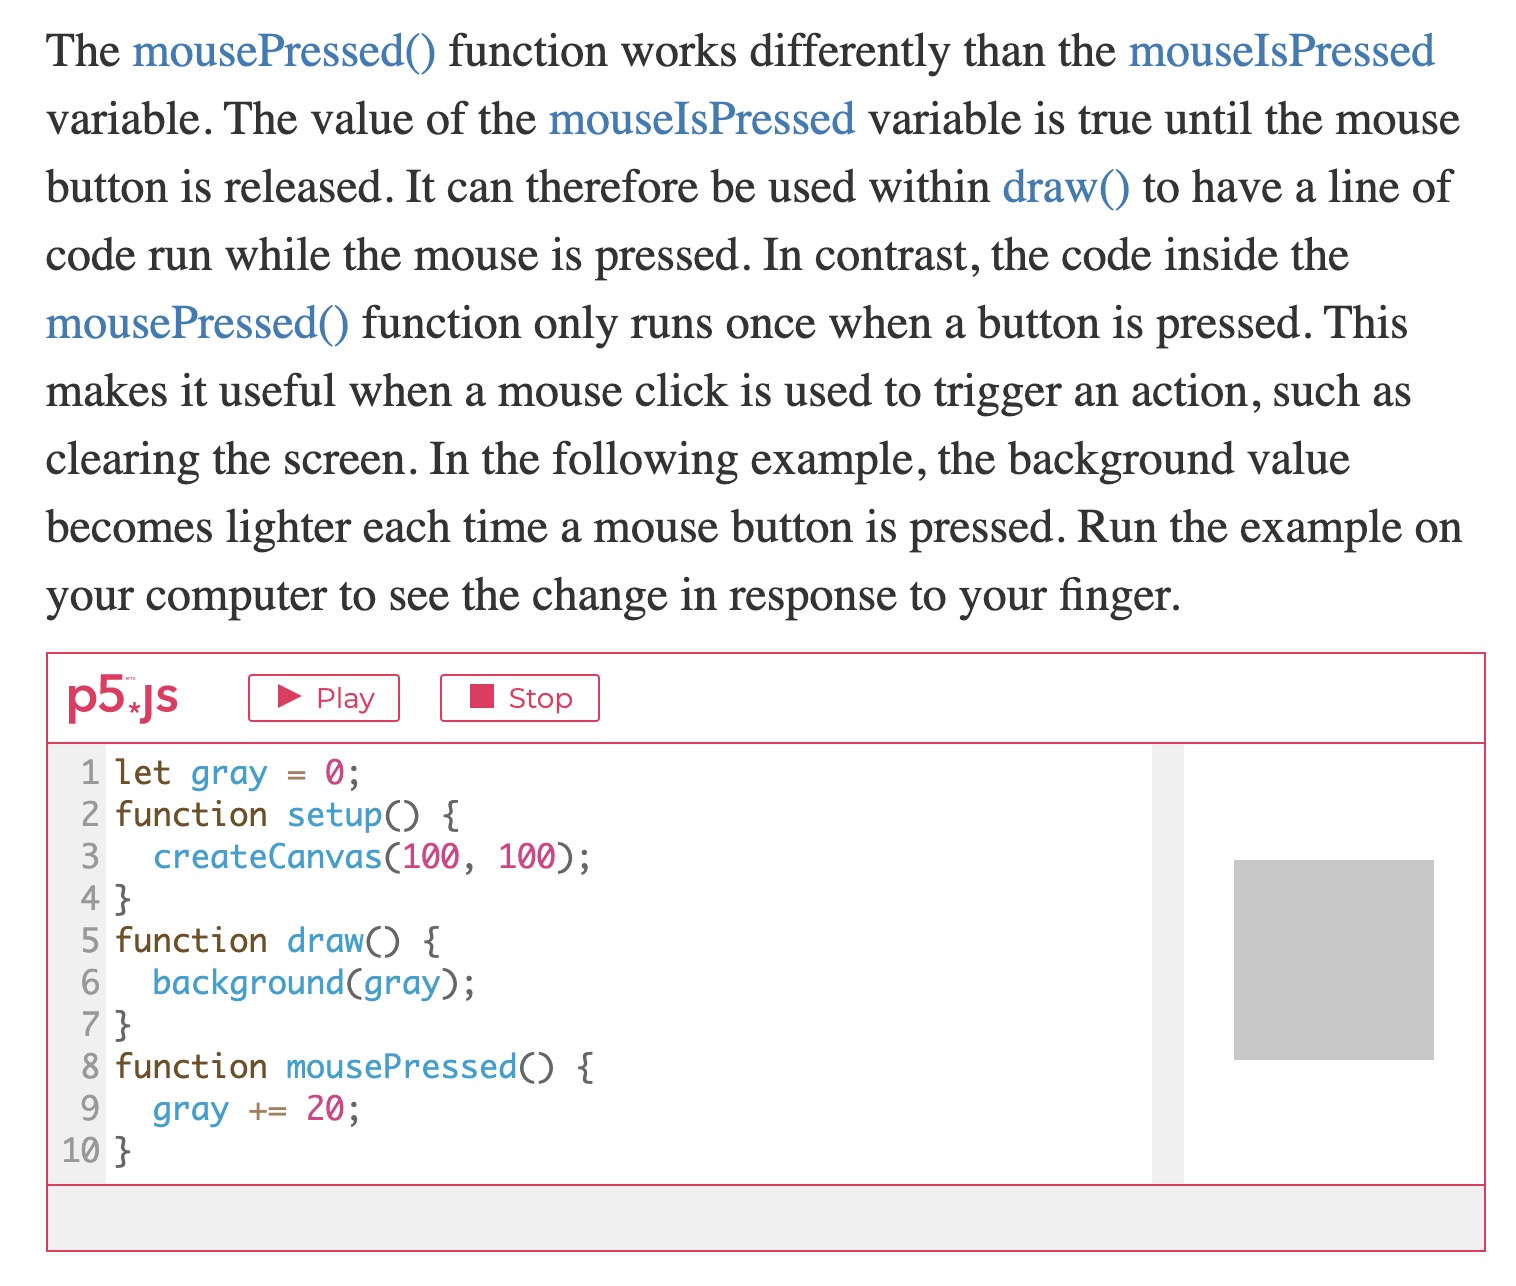 The mousePressed() function works differently than the mouseIsPressed
variable. The value of the mouseIsPressed variable is true until the mouse
button is released. It can therefore be used within draw() to have a line of
code run while the mouse is pressed. In contrast, the code inside the
mousePressed() function only runs once when a button is pressed. This
makes it useful when a mouse click is used to trigger an action, such as
clearing the screen. In the following example, the background value
becomes lighter each time a mouse button is pressed. Run the example on
your computer to see the change in response to your finger.
p5*js Play Stop
1 let gray = 0;
2 function setup() {
3   createCanvas(100, 100);
4 }
5 function draw() {
6   background(gray);
7 }
8 function mousePressed() {
9   gray += 20;
10 }